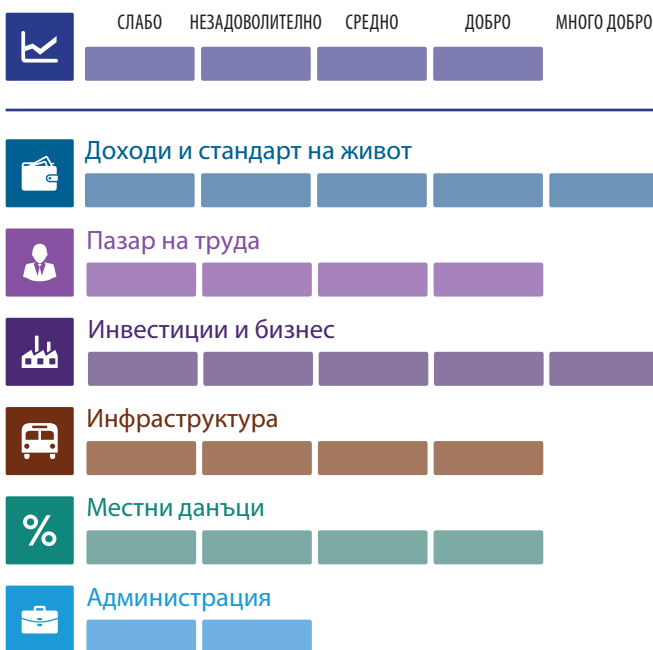 СЛАБО НЕЗАДОВОЛИТЕЛНО СРЕДНО ДОБРО МНОГО ДОБРО
Доходи и стандарт на живот
Пазар на труда
Инвестиции и бизнес
Инфраструктура
Местни данъци
%
Администрация